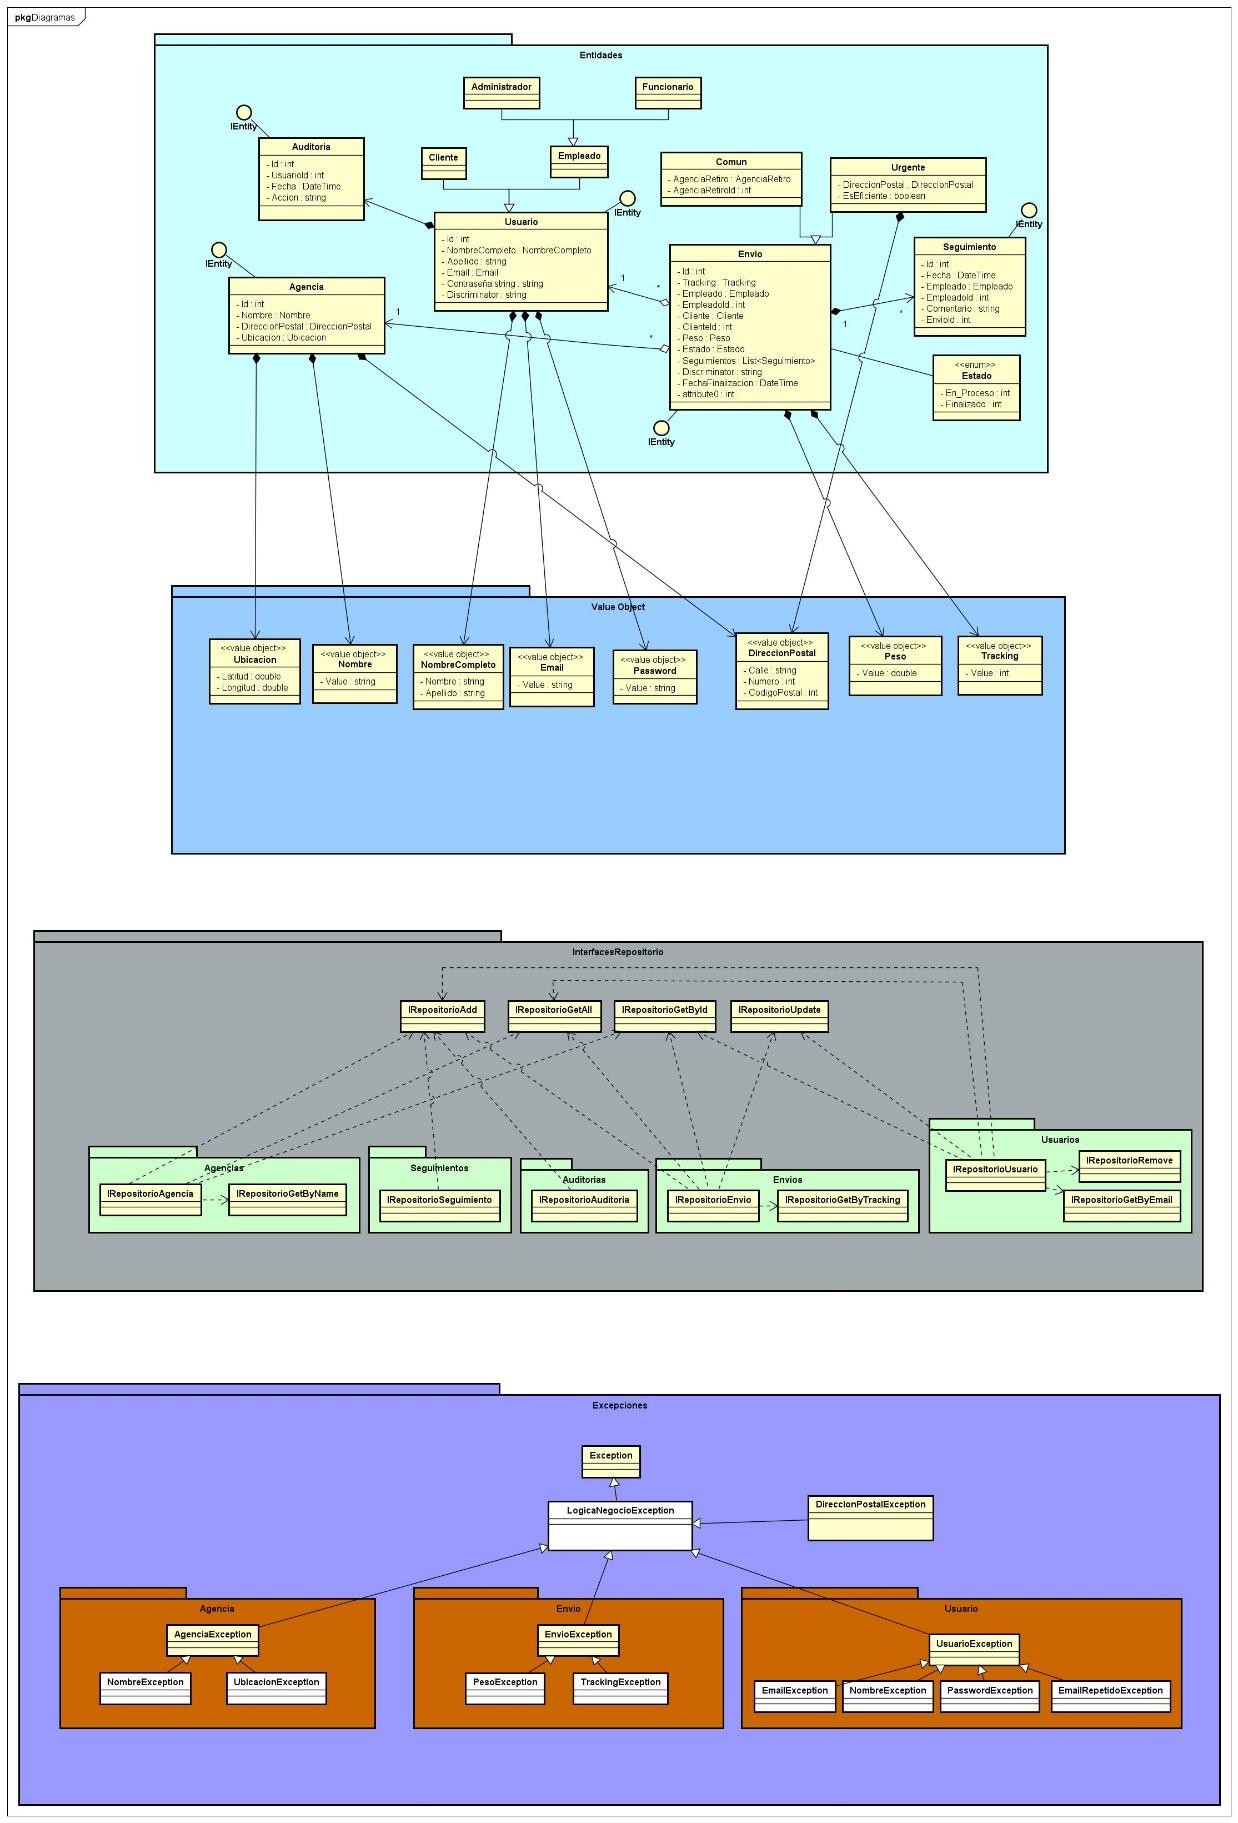 pkgDiagramas
Entidades
Administrador
Funcionario
IEntity
Auditoria
- Id : int
- UsuarioId : int
- Fecha : DateTime
- Accion : string
Cliente
Empleado
Comun
- AgenciaRetiro : AgenciaRetiro
- AgenciaRetiroId : int
Urgente
- DireccionPostal : DireccionPostal
- EsEficiente : boolean
IEntity
IEntity
Usuario
- Id : int
- NombreCompleto : NombreCompleto
- Apellido : string
- Email : Email
- Contraseña string : string
- Discriminator : string
IEntity
Agencia
- Id : int
- Nombre : Nombre
- DireccionPostal : DireccionPostal
- Ubicacion : Ubicacion
1
*
1
*
Envio
- Id : int
- Tracking : Tracking
- Empleado : Empleado
- EmpleadoId : int
- Cliente : Cliente
- ClienteId : int
- Peso : Peso
- Estado : Estado
- Seguimientos : List<Seguimiento>
- Discriminator : string
- FechaFinalizacion : DateTime
- attribute0 : int
1
*
Seguimiento
- Id : int
- Fecha : DateTime
- Empleado : Empleado
- EmpleadoId : int
- Comentario : string
- EnvioId : int
<<enum>>
Estado
- En_Proceso : int
- Finalizado : int
IEntity
Value Object
<<value object>>
Ubicacion
- Latitud : double
- Longitud : double
<<value object>>
Nombre
- Value : string
<<value object>>
NombreCompleto
- Nombre : string
- Apellido : string
<<value object>>
Email
- Value : string
<<value object>>
Password
- Value : string
<<value object>>
DireccionPostal
- Calle : string
- Numero : int
- CodigoPostal : int
<<value object>>
Peso
- Value : double
<<value object>>
Tracking
- Value : int
InterfacesRepositorio
IRepositorioAdd
IRepositorioGetAll
IRepositorioGetById
IRepositorioUpdate
Agencias
IRepositorioAgencia
IRepositorioGetByName
Seguimientos
IRepositorioSeguimiento
Auditorias
IRepositorioAuditoria
Envios
IRepositorioEnvio
IRepositorioGetByTracking
Usuarios
IRepositorioUsuario
IRepositorioRemove
IRepositorioGetByEmail
Excepciones
Exception
LogicaNegocioException
DireccionPostalException
Agencia
AgenciaException
NombreException
UbicacionException
Envio
EnvioException
PesoException
TrackingException
Usuario
UsuarioException
EmailException
NombreException
PasswordException
EmailRepetidoException